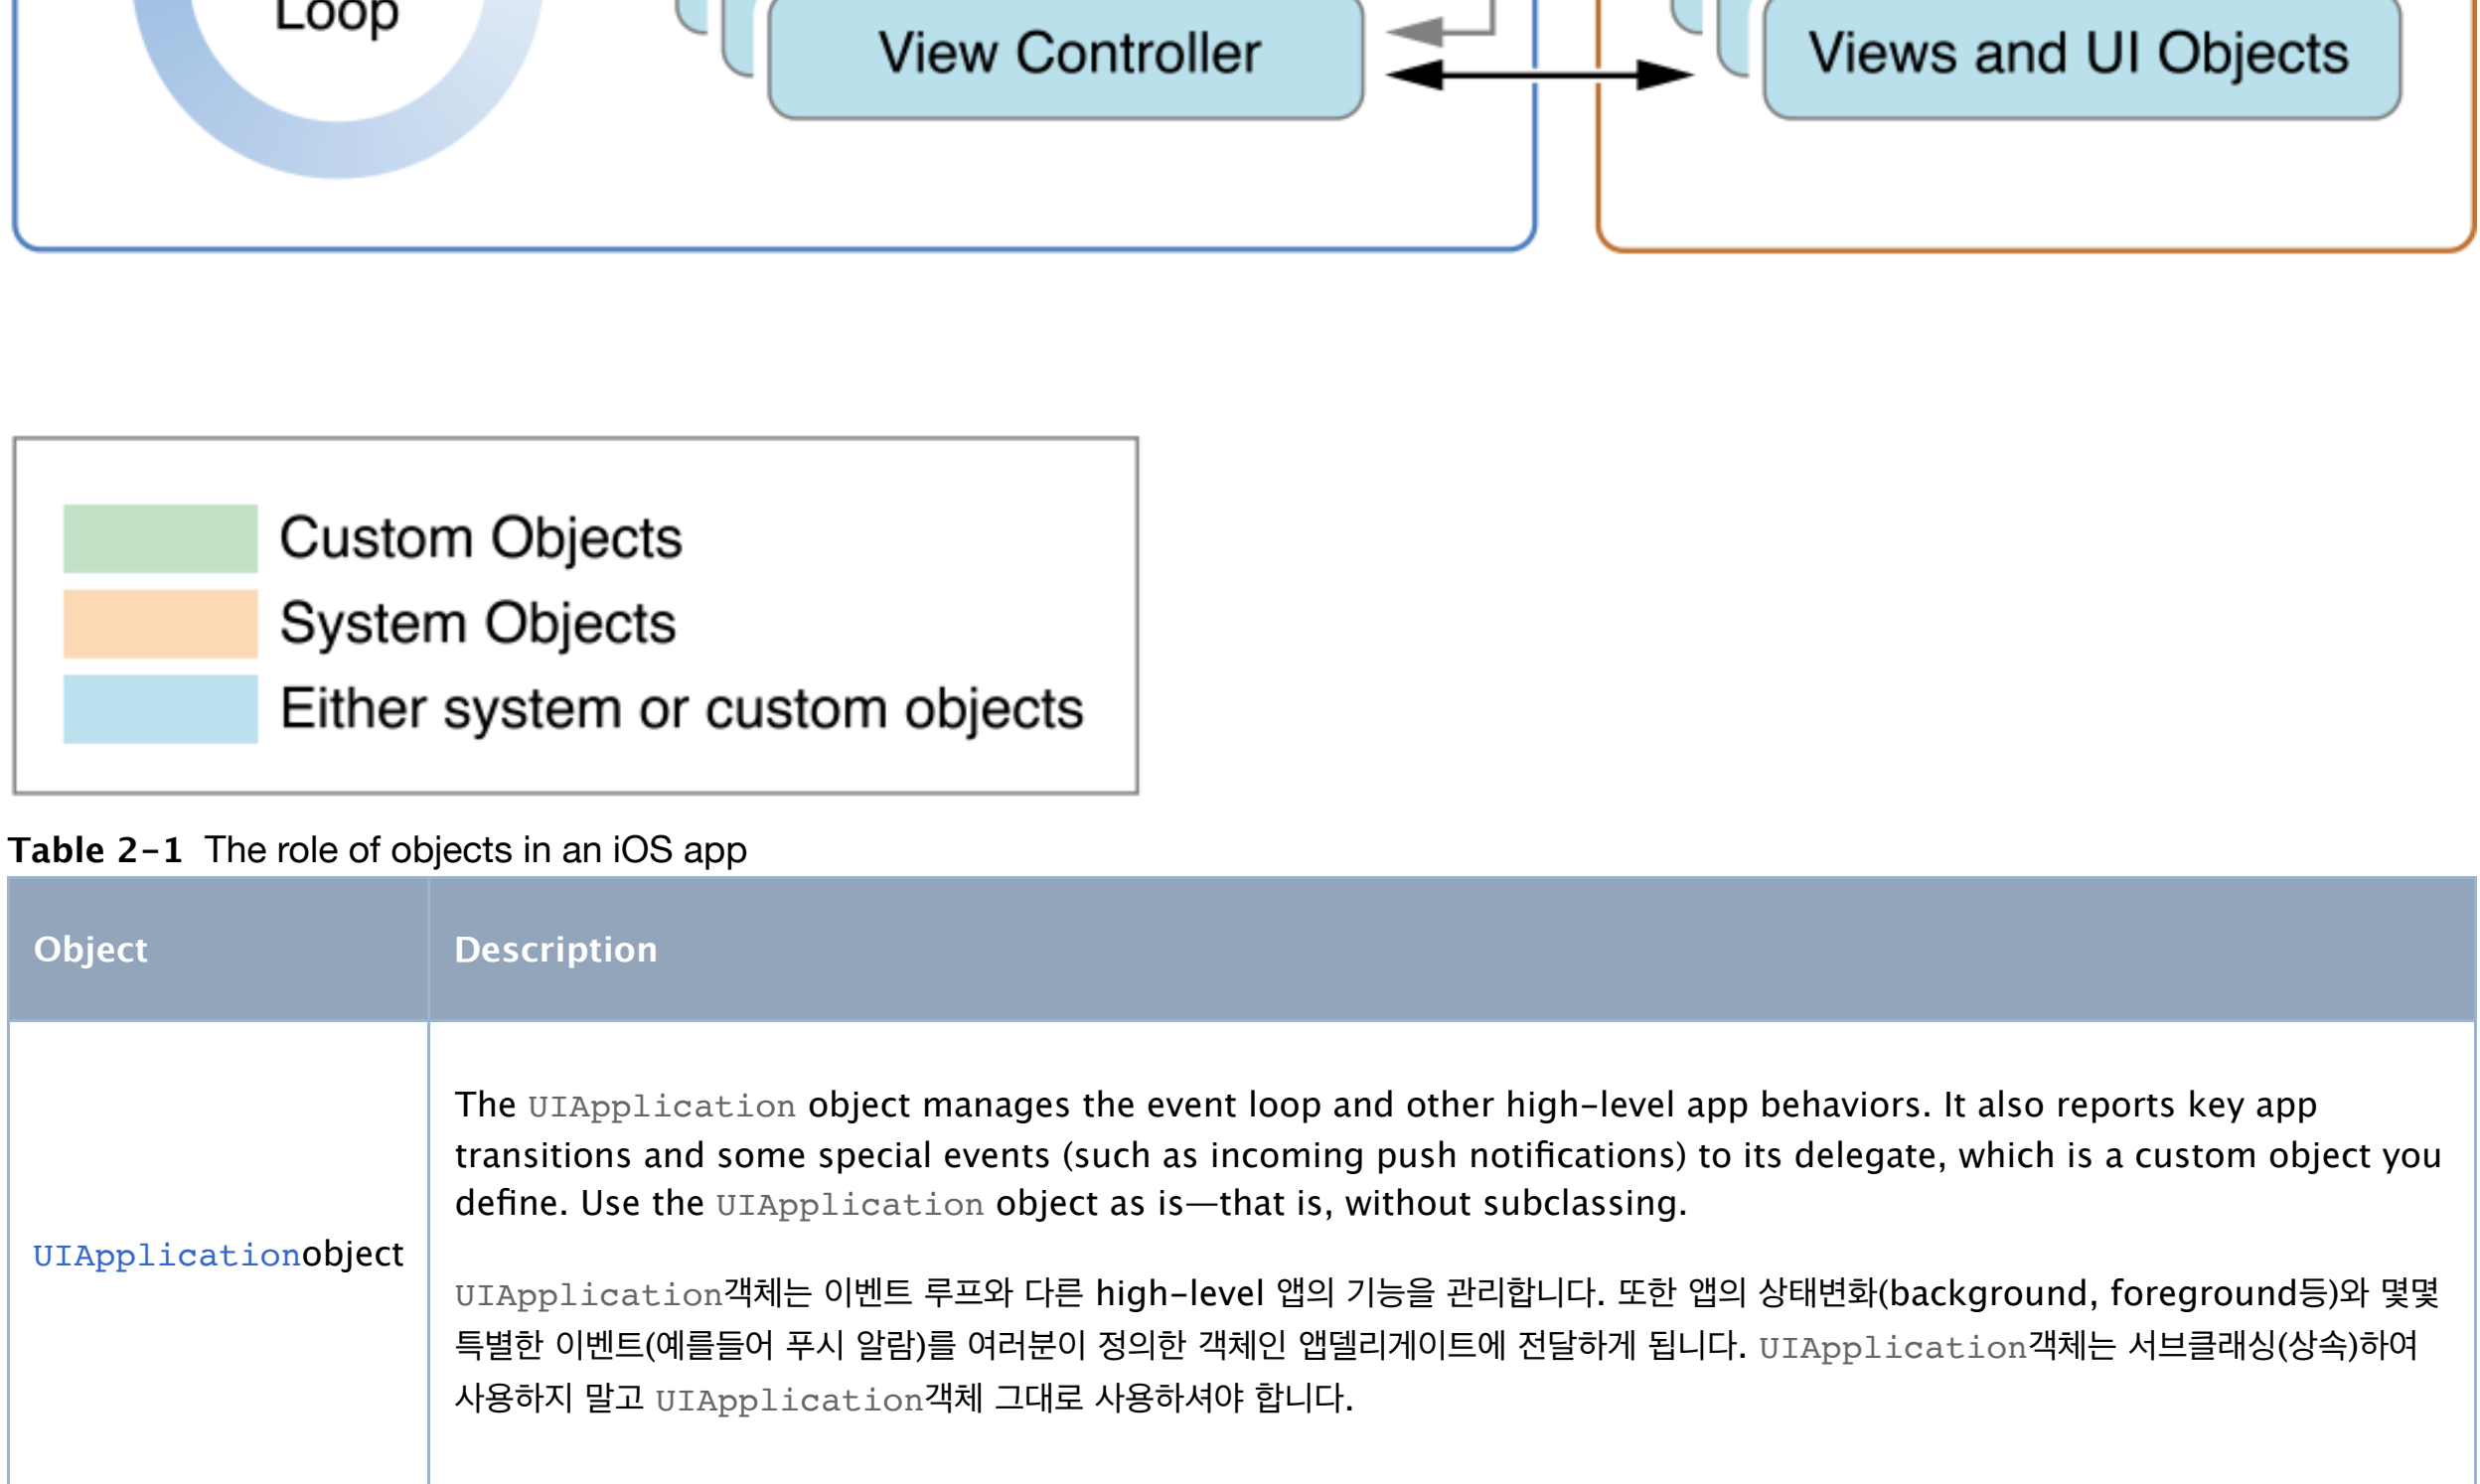 Loop
View Controller
Views and UI Objects
Custom Objects
System Objects
Either system or custom objects
Table 2-1 The role of objects in an iOS app
Object
Description
UIApplicationobject
The UIApplication object manages the event loop and other high-level app behaviors. It also reports key app
transitions and some special events (such as incoming push notifications) to its delegate, which is a custom object you
define. Use the UIApplication object as is—that is, without subclassing.
UIApplication객체는 이벤트 루프와 다른 high-level 앱의 기능을 관리합니다. 또한 앱의 상태변화(background, foreground등)와 몇몇
특별한 이벤트(예를들어 푸시 알람)를 여러분이 정의한 객체인 앱델리게이트에 전달하게 됩니다. UIApplication객체는 서브클래싱(상속)하여
사용하지 말고 UIApplication객체 그대로 사용하셔야 합니다.